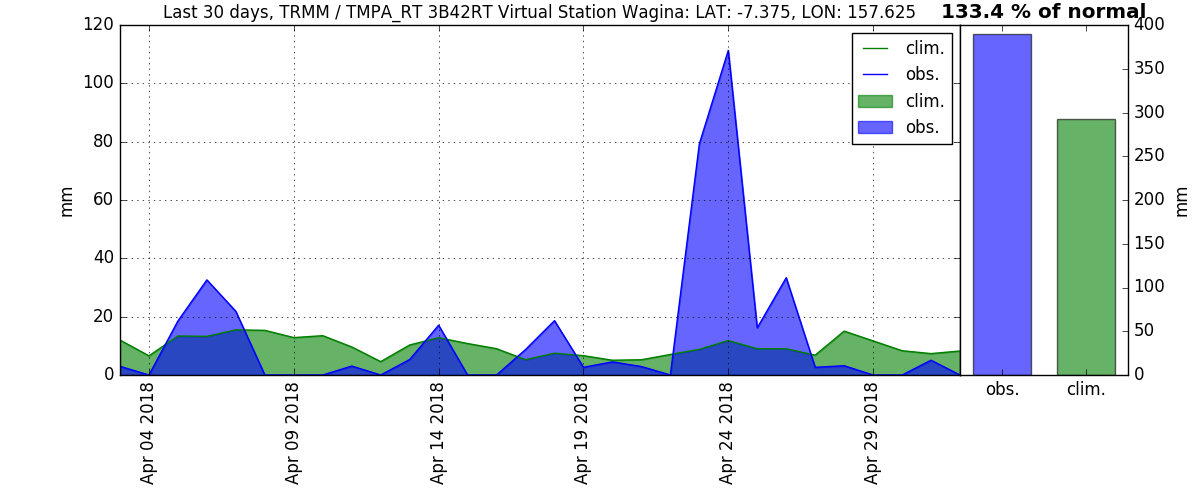 Last 30 days, TRMM / TMPA_RT 3B42RT Virtual Station Wagina: LAT: -7.375, LON: 157.625
133.4 % of normal
120
100
80
60
40
20
0
mm
clim.
obs.
clim.
obs.
400
350
300
250
200
150
100
50
0
mm
Apr 04 2018
Apr 09 2018
Apr 14 2018
Apr 19 2018
Apr 24 2018
Apr 29 2018
obs.
clim.